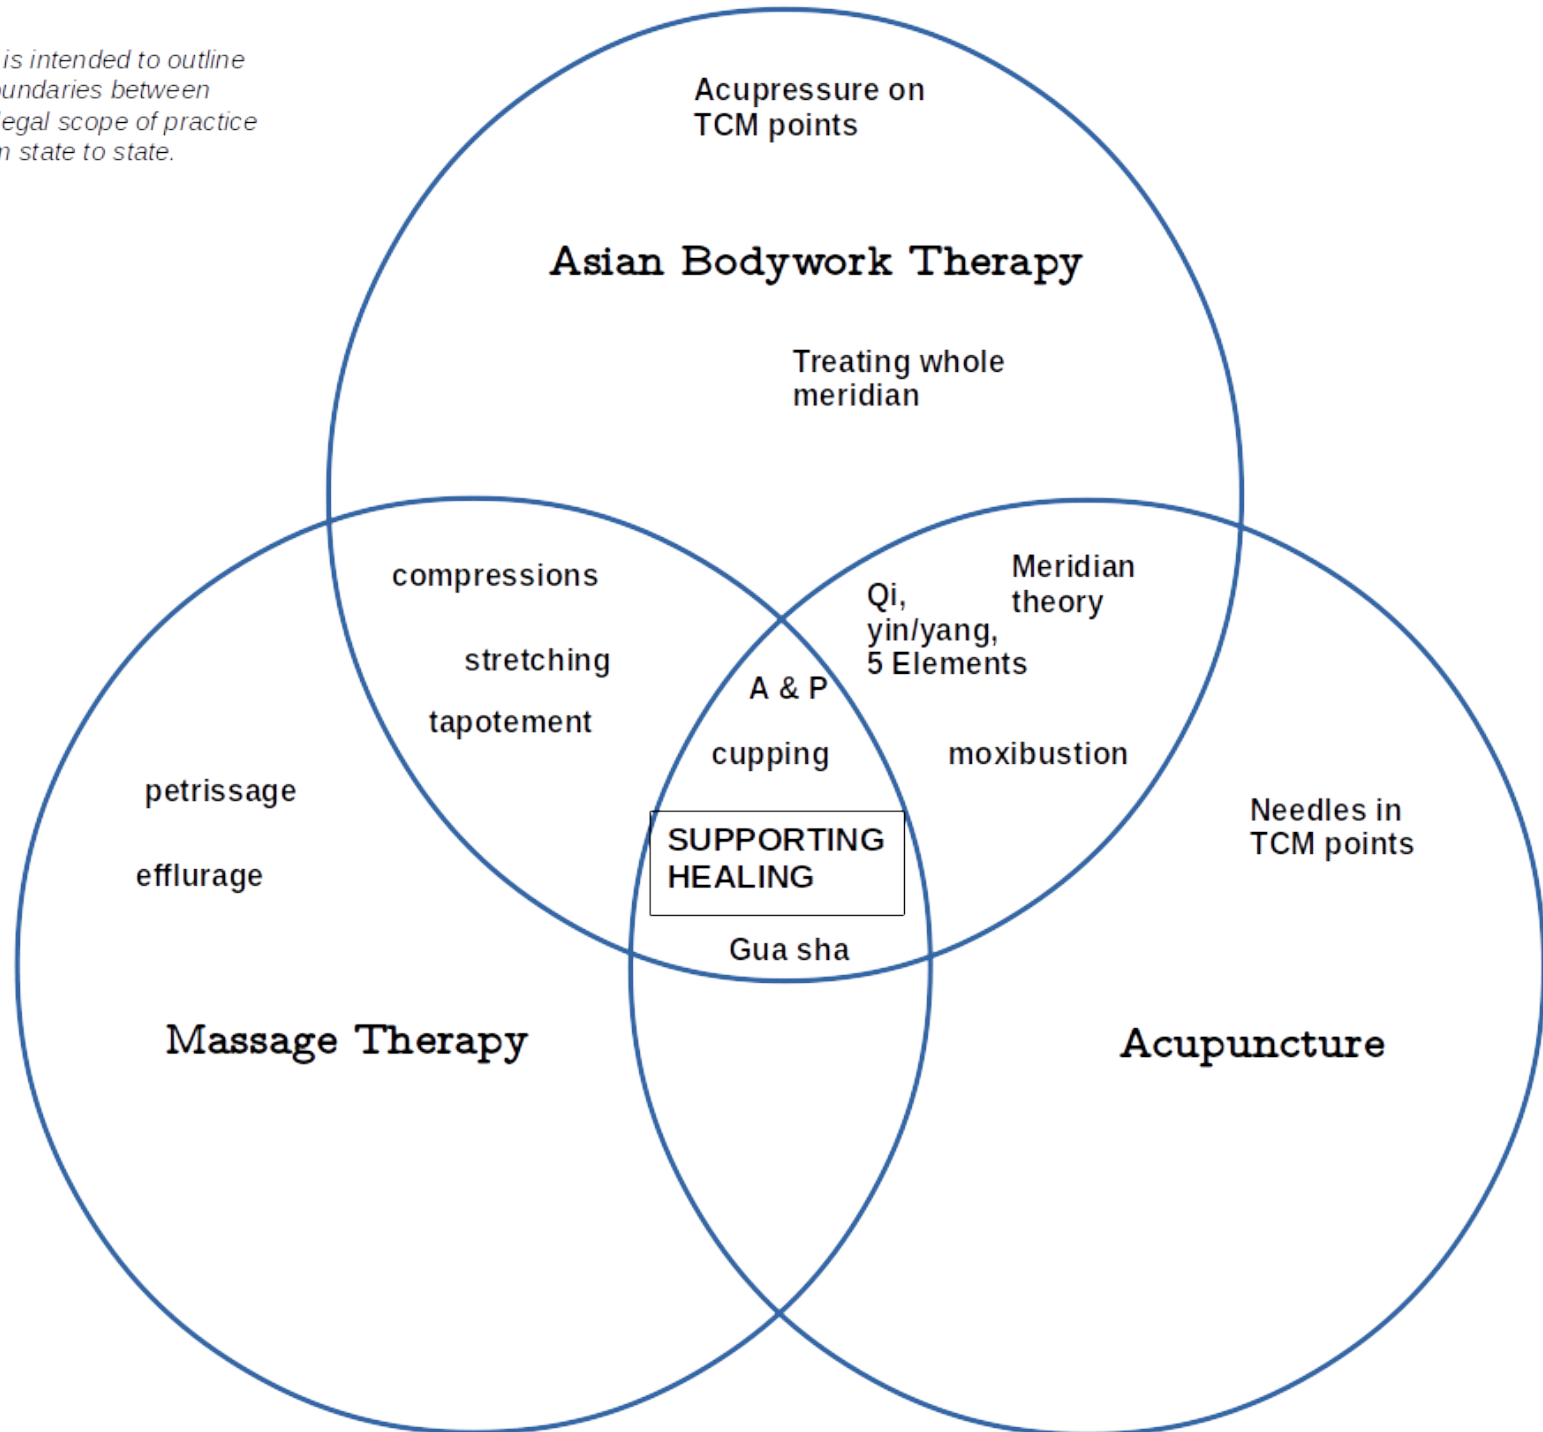 is intended to outline
oundaries between
legal scope of practice
m state to state.
Acupressure on
TCM points
Asian Bodywork Therapy
Treating whole
meridian
compressions
stretching
tapotement
Meridian
theory
Qi,
yin/yang,
5 Elements
A & P
cupping
moxibustion
petrissage
efflurage
SUPPORTING
HEALING
Needles in
TCM points
Gua sha
Massage Therapy
Acupuncture